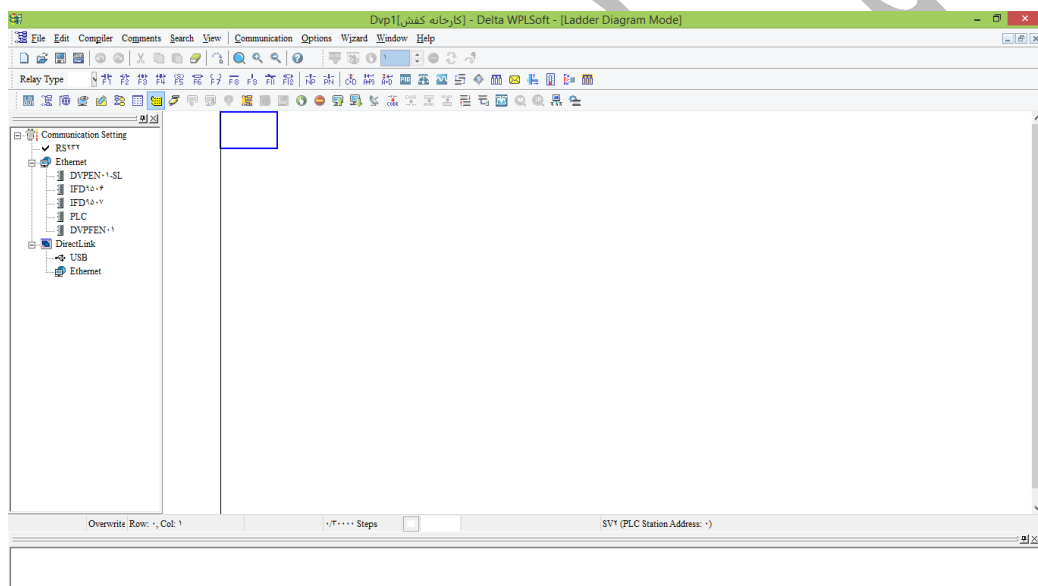 Dvp1[کارخانه کفش] - Delta WPLSoft - [Ladder Diagram Mode]
File Edit Compiler Comments Search View Communication Options Wizard Window Help
Relay Type
Communication Setting
RS۲۳۲
Ethernet
DVPEN۰۱-SL
IFD۹۵۰۶
IFD۹۵۰۷
PLC
DVPFEN۰۱
DirectLink
USB
Ethernet
Overwrite Row: ۰, Col: ۱ ۰/۳۰۰۰۰ Steps SV۲ (PLC Station Address: ۰)